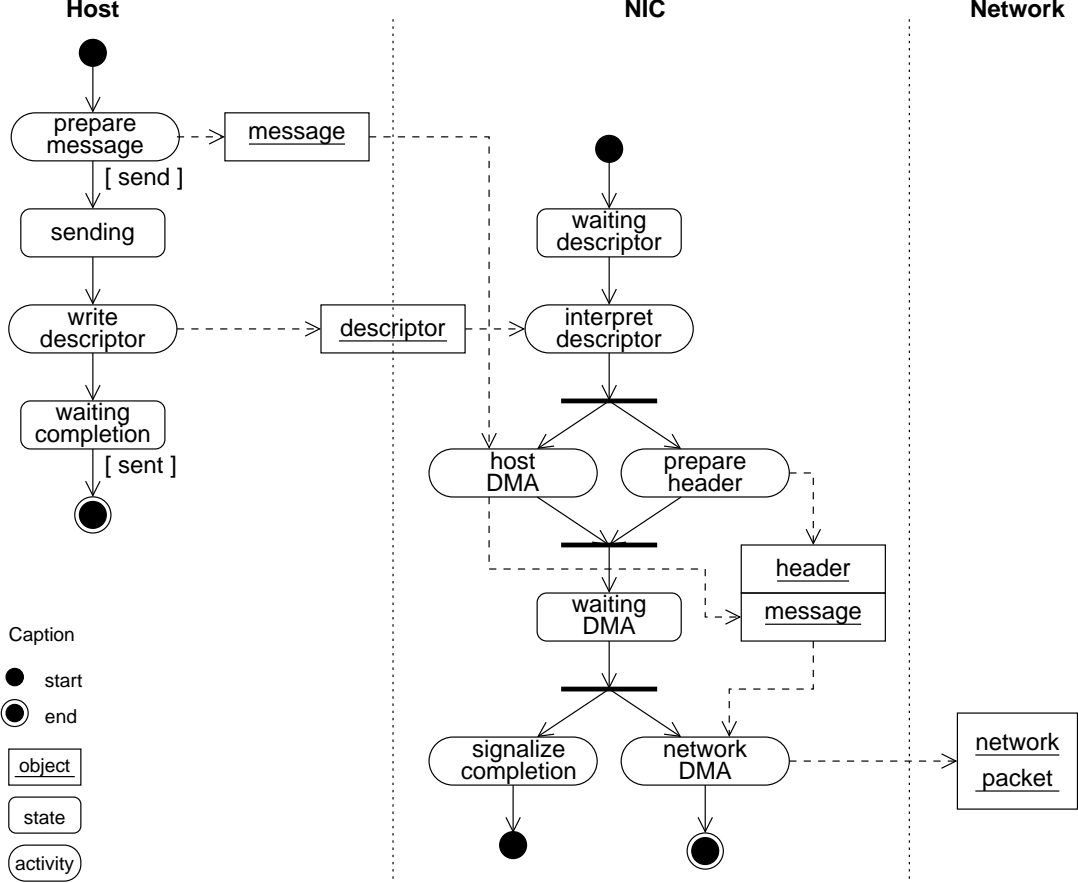 Host
NIC
Network
prepare
message
message
[ send ]
sending
waiting
descriptor
write
descriptor
descriptor
interpret
descriptor
waiting
completion
[ sent ]
host
DMA
prepare
header
header
message
waiting
DMA
Caption
start
end
object
state
activity
signalize
completion
network
DMA
network
packet